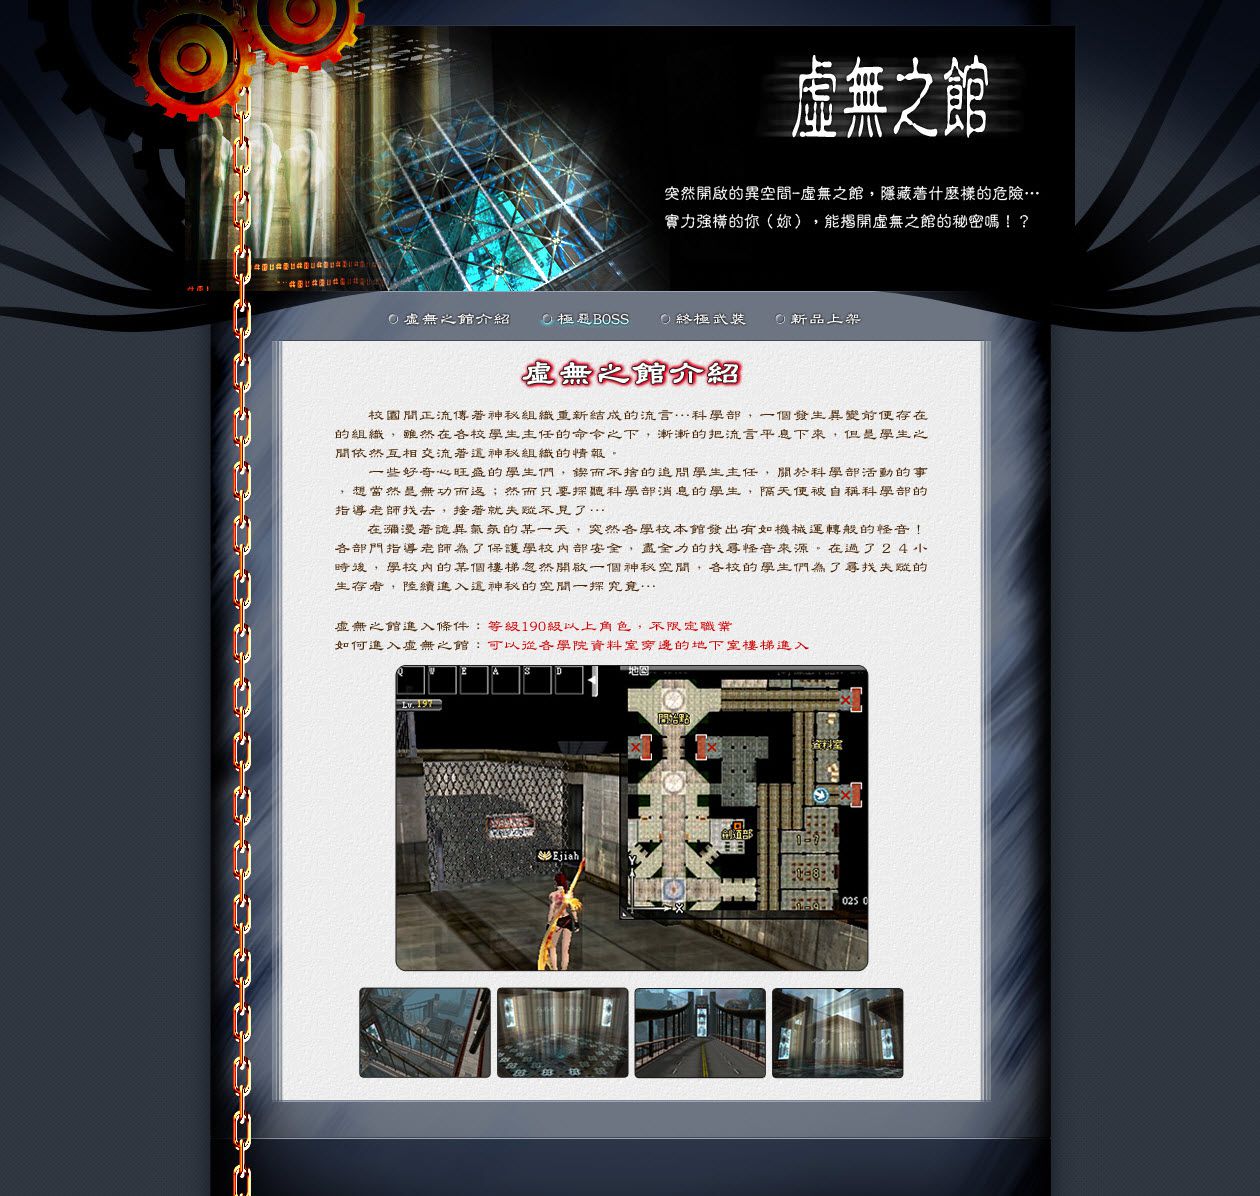 虛無之館
突然開啟的異空間-虛無之館，隱藏著什麼樣的危險…
實力強橫的你（妳），能揭開虛無之館的秘密嗎！？
虛無之館介紹
極惡BOSS
終極武裝
新品上架
虛無之館介紹
校園間正流傳著神秘組織重新結成的流言…科學部，一個發生異變前便存在
的組織，雖然在各校學生主任的命令之下，漸漸的把流言平息下來，但是學生之
間依然互相交流著這神秘組織的情報。
一些好奇心旺盛的學生們，鍥而不捨的追問學生主任，關於科學部活動的事
，想當然是無功而返；然而只要探聽科學部消息的學生，隔天便被自稱科學部的
指導老師找去，接著就失蹤不見了…
在瀰漫著詭異氣氛的某一天，突然各學校本館發出有如機械運轉般的怪音！
各部門指導老師為了保護學校內部安全，盡全力的找尋怪音來源。在過了２４小
時後，學校內的某個樓梯忽然開啟一個神秘空間，各校的學生們為了尋找失蹤的
生存者，陸續進入這神秘的空間一探究竟…
虛無之館進入條件：等級190級以上角色，不限定職業
如何進入虛無之館：可以從各學院資料室旁邊的地下室樓梯進入
Q W E A S D
地圖
Lv.197
開始點
資料室
劍道部
1-7
1-8
1-9
Ejiah
Y
X
025 0